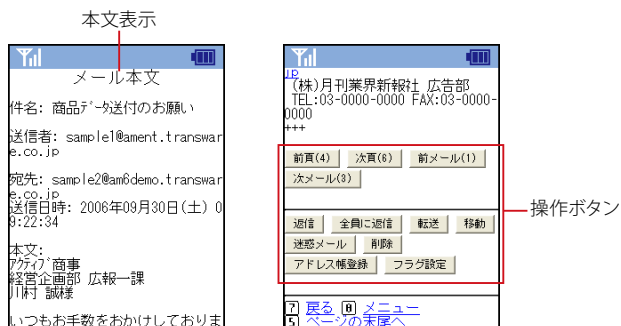 本文表示
メール本文
件名: 商品ﾃﾞｰﾀ送付のお願い
送信者: sample1@ament.transwar
e.co.jp
宛先: sample2@am6demo.transwar
e.co.jp
送信日時: 2006年09月30日(土) 0
9:22:34
本文:
ｱｸﾃｨﾌﾞ商事
経営企画部 広報一課
川村 誠様
いつもお手数をおかけしておりま
jp
(株)月刊業界新報社 広告部
TEL:03-0000-0000 FAX:03-0000-
0000
+++
前頁(4) 次頁(6) 前メール(1)
次メール(3)
返信 全員に返信 転送 移動
迷惑メール 削除
アドレス帳登録 フラグ設定
7 戻る 8 メニュー
5 ページの末尾へ
操作ボタン